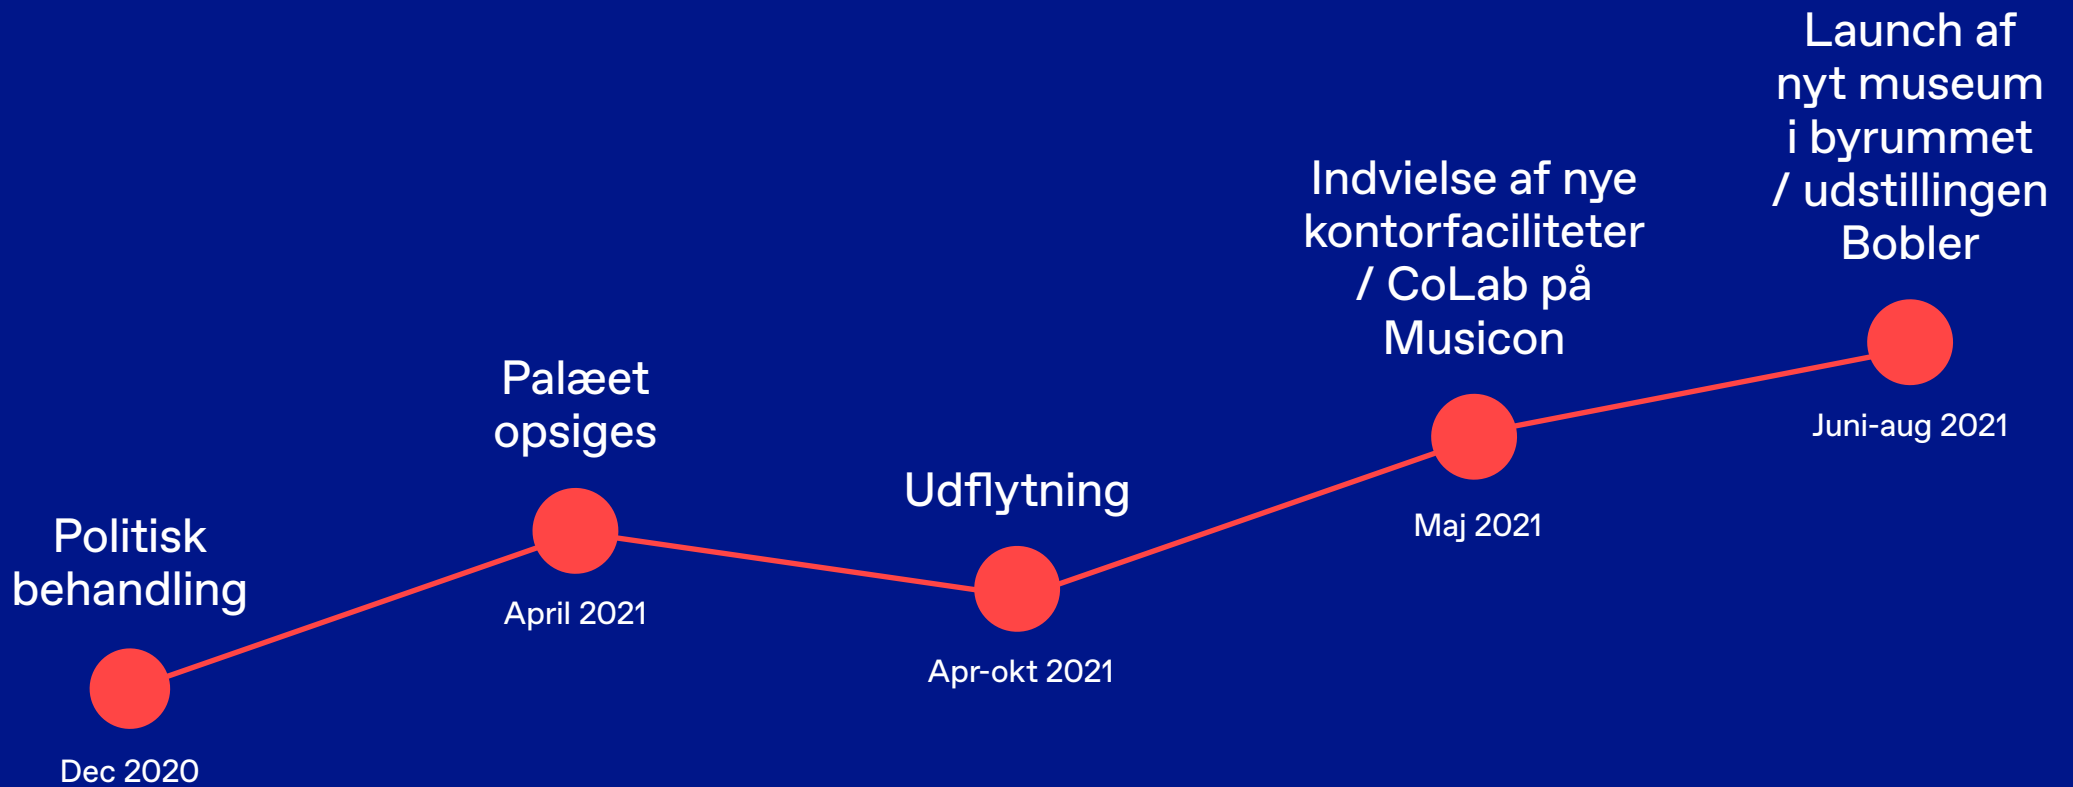 Politisk
behandling
Dec 2020
Palæet
opsiges
April 2021
Udflytning
Apr-okt 2021
Indvielse af nye
kontorfaciliteter
/ CoLab på
Musicon
Maj 2021
Launch af
nyt museum
i byrummet
/ udstillingen
Bobler
Juni-aug 2021